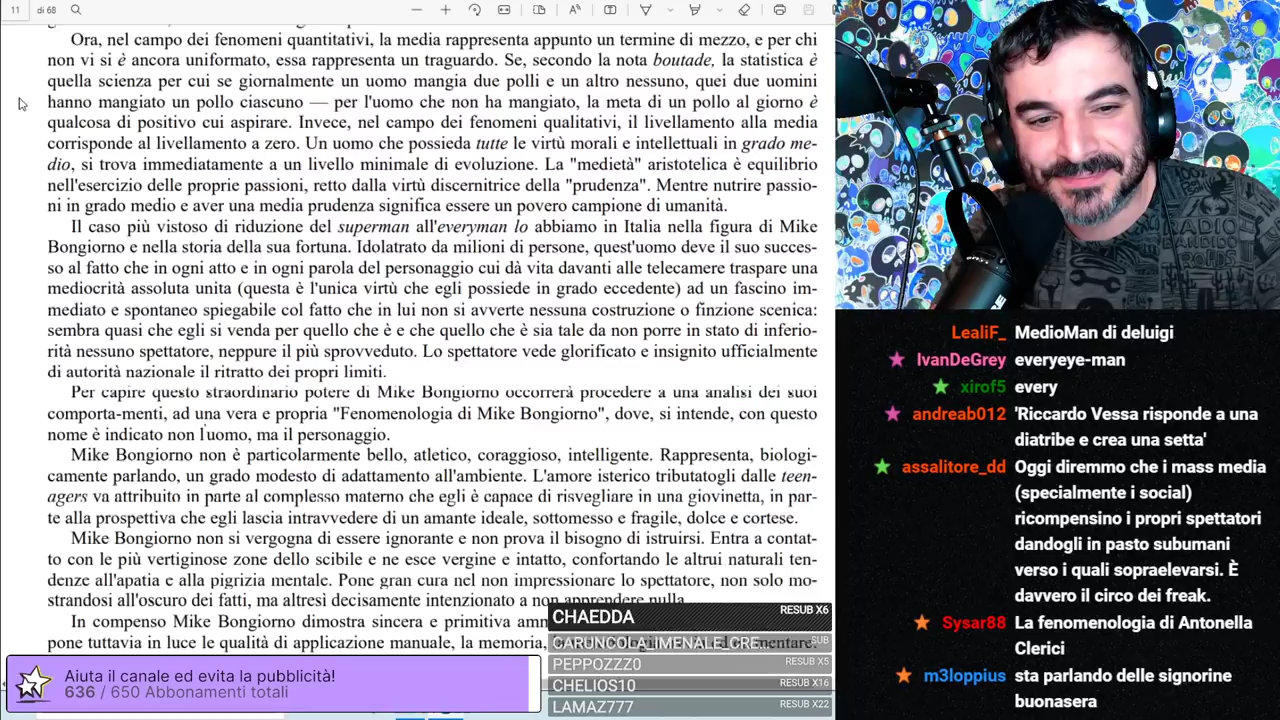 11
di 68
Ora, nel campo dei fenomeni quantitativi, la media rappresenta appunto un termine di mezzo, e per chi
non vi si è ancora uniformato, essa rappresenta un traguardo. Se, secondo la nota boutade, la statistica è
quella scienza per cui se giornalmente un uomo mangia due polli e un altro nessuno, quei due uomini
hanno mangiato un pollo ciascuno — per l'uomo che non ha mangiato, la meta di un pollo al giorno è
qualcosa di positivo cui aspirare. Invece, nel campo dei fenomeni qualitativi, il livellamento alla media
corrisponde al livellamento a zero. Un uomo che possieda tutte le virtù morali e intellettuali in grado me-
dio, si trova immediatamente a un livello minimale di evoluzione. La "medietà" aristotelica è equilibrio
nell'esercizio delle proprie passioni, retto dalla virtù discernitrice della "prudenza". Mentre nutrire passio-
ni in grado medio e aver una media prudenza significa essere un povero campione di umanità.
Il caso più vistoso di riduzione del superman all'everyman lo abbiamo in Italia nella figura di Mike
Bongiorno e nella storia della sua fortuna. Idolatrato da milioni di persone, quest'uomo deve il suo succes-
so al fatto che in ogni atto e in ogni parola del personaggio cui dà vita davanti alle telecamere traspare una
mediocrità assoluta unita (questa è l'unica virtù che egli possiede in grado eccedente) ad un fascino im-
mediato e spontaneo spiegabile col fatto che in lui non si avverte nessuna costruzione o finzione scenica:
sembra quasi che egli si venda per quello che è e che quello che è sia tale da non porre in stato di inferio-
rità nessuno spettatore, neppure il più sprovveduto. Lo spettatore vede glorificato e insignito ufficialmente
di autorità nazionale il ritratto dei propri limiti.
Per capire questo straordinario potere di Mike Bongiorno occorrerà procedere a una analisi dei suoi
comporta-menti, ad una vera e propria "Fenomenologia di Mike Bongiorno", dove, si intende, con questo
nome è indicato non l'uomo, ma il personaggio.
Mike Bongiorno non è particolarmente bello, atletico, coraggioso, intelligente. Rappresenta, biologi-
camente parlando, un grado modesto di adattamento all'ambiente. L'amore isterico tributatogli dalle teen-
agers va attribuito in parte al complesso materno che egli è capace di risvegliare in una giovinetta, in par-
te alla prospettiva che egli lascia intravvedere di un amante ideale, sottomesso e fragile, dolce e cortese.
Mike Bongiorno non si vergogna di essere ignorante e non prova il bisogno di istruirsi. Entra a contat-
to con le più vertiginose zone dello scibile e ne esce vergine e intatto, confortando le altrui naturali ten-
denze all'apatia e alla pigrizia mentale. Pone gran cura nel non impressionare lo spettatore, non solo mo-
strandosi all'oscuro dei fatti, ma altresì decisamente intenzionato a non apprendere nulla.
In compenso Mike Bongiorno dimostra sincera e primitiva
pone tuttavia in luce le qualità di applicazione manuale, la memoria,
Aiuta il canale ed evita la pubblicità!
636 / 650 Abbonamenti totali
CHAEDDA RESUB X6
CARUNCOLA_IMENALE_CRE... SUB
PEPPOZZZ0 RESUB X5
CHELIOS10 RESUB X16
LAMAZ777 RESUB X22
LealiF_ MedioMan di deluigi
IvanDeGrey everyeye-man
xirof5 every
andreab012 'Riccardo Vessa risponde a una
diatribe e crea una setta'
assalitore_dd Oggi diremmo che i mass media
(specialmente i social)
ricompensino i propri spettatori
dandogli in pasto subumani
verso i quali sopraelevarsi. È
davvero il circo dei freak.
Sysar88 La fenomenologia di Antonella
Clerici
m3loppius sta parlando delle signorine
buonasera